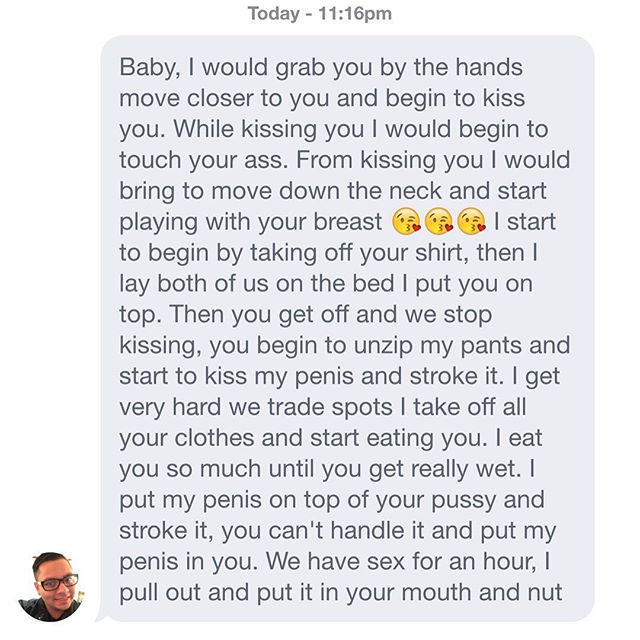 Today - 11:16pm
Baby, I would grab you by the hands
move closer to you and begin to kiss
you. While kissing you I would begin to
touch your ass. From kissing you I would
bring to move down the neck and start
playing with your breast 😘😘😘 I start
to begin by taking off your shirt, then I
lay both of us on the bed I put you on
top. Then you get off and we stop
kissing, you begin to unzip my pants and
start to kiss my penis and stroke it. I get
very hard we trade spots I take off all
your clothes and start eating you. I eat
you so much until you get really wet. I
put my penis on top of your pussy and
stroke it, you can't handle it and put my
penis in you. We have sex for an hour, I
pull out and put it in your mouth and nut